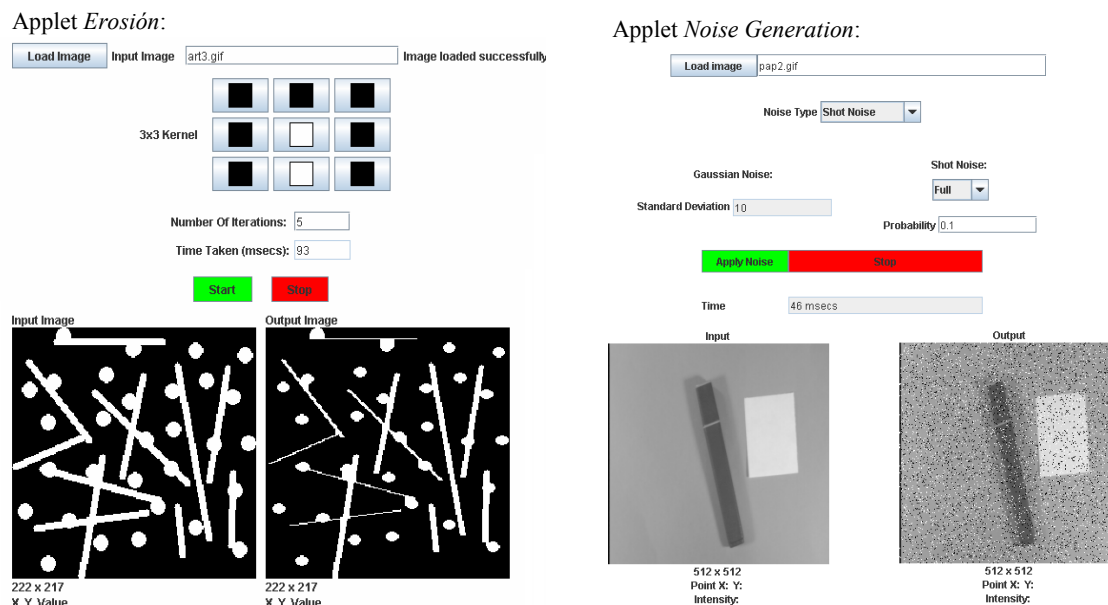 Applet Erosión:
Load Image Input Image art3.gif Image loaded successfully
3x3 Kernel
Number Of Iterations: 5
Time Taken (msecs): 93
Start Stop
Input Image Output Image
222 x 217 222 x 217
X Y Value X Y Value
Applet Noise Generation:
Load image pap2.gif
Noise Type Shot Noise
Shot Noise:
Gaussian Noise:
Full
Standard Deviation 10
Probability 0.1
Apply Noise Stop
Time 46 msecs
Input Output
512 x 512 512 x 512
Point X: Y: Point X: Y:
Intensity: Intensity: